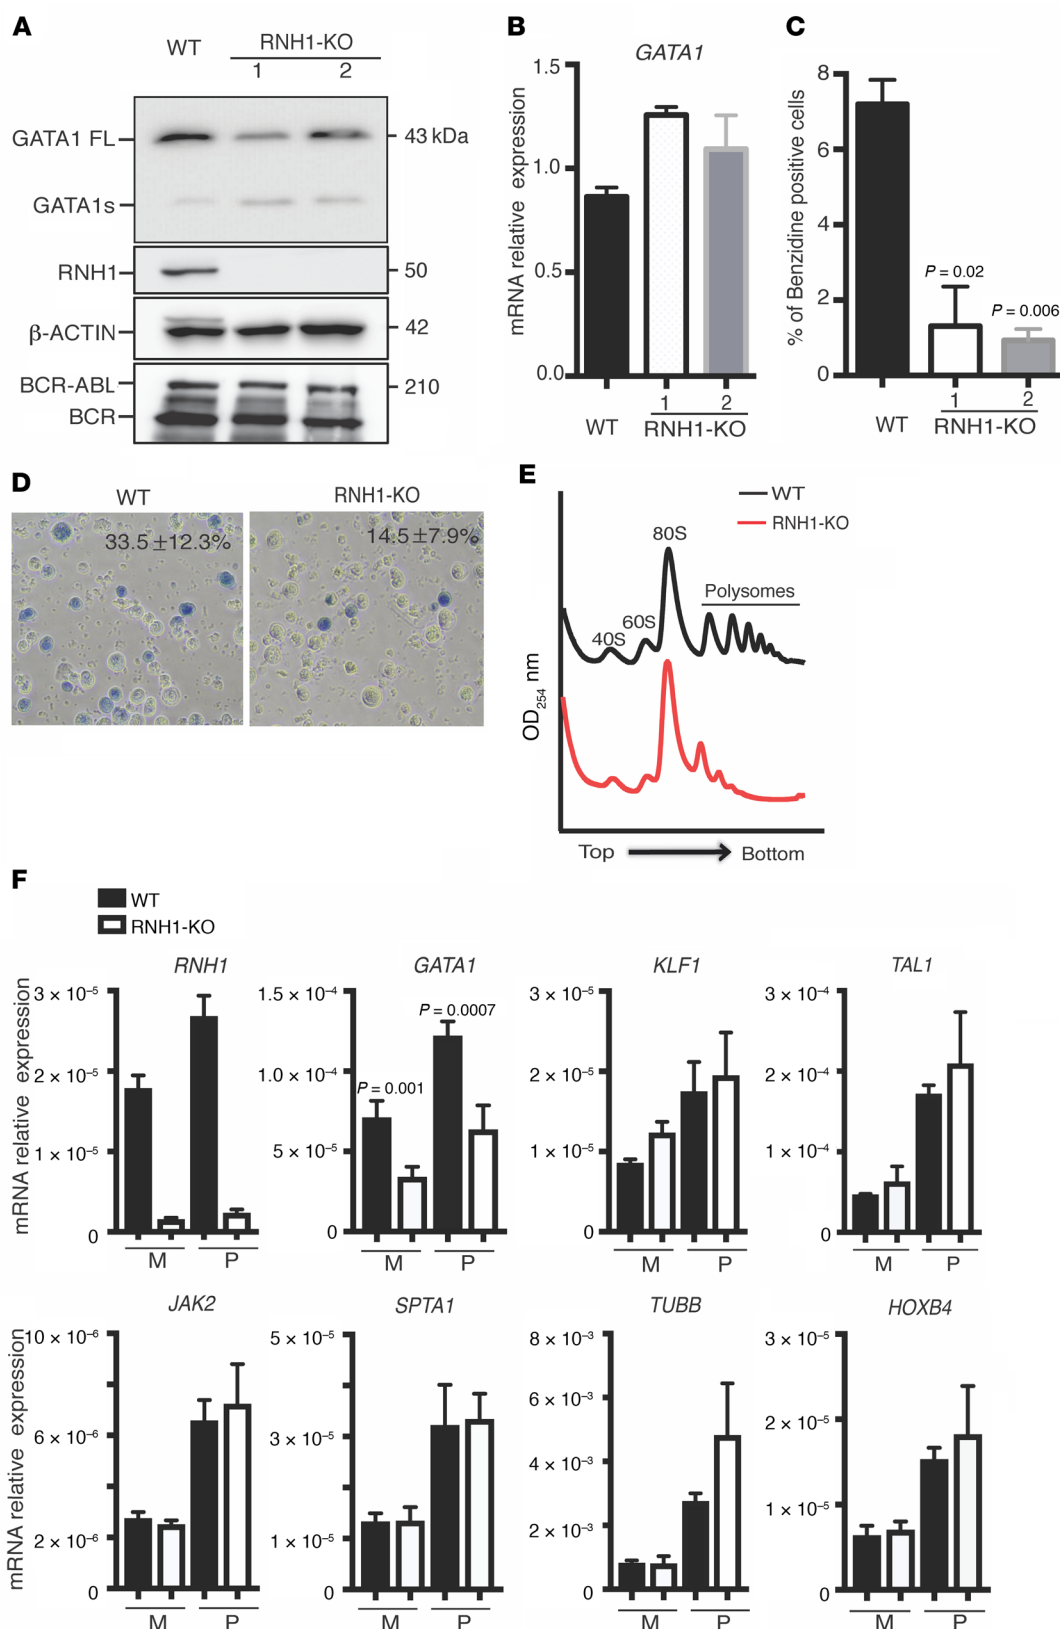 A
WT
RNH1-KO
1
2
GATA1 FL
43 kDa
GATA1s
RNH1
50
β-ACTIN
42
BCR-ABL
210
BCR
B
GATA1
mRNA relative expression
1.5
1.0
0.5
0.0
WT
1
2
RNH1-KO
C
% of Benzidine positive cells
8
6
4
2
0
P = 0.02
P = 0.006
WT
1
2
RNH1-KO
D
WT
RNH1-KO
33.5 ±12.3%
14.5±7.9%
E
WT
RNH1-KO
80S
Polysomes
60S
40S
OD254 nm
Top
Bottom
F
WT
RNH1-KO
RNH1
mRNA relative expression
3 × 10⁻⁵
2 × 10⁻⁵
1 × 10⁻⁵
0
M
P
GATA1
1.5 × 10⁻⁴
1.0 × 10⁻⁴
5 × 10⁻⁵
0
P = 0.001
P = 0.0007
M
P
KLF1
3 × 10⁻⁵
2 × 10⁻⁵
1 × 10⁻⁵
0
M
P
TAL1
3 × 10⁻⁴
2 × 10⁻⁴
1 × 10⁻⁴
0
M
P
JAK2
mRNA relative expression
10 × 10⁻⁶
6 × 10⁻⁶
2 × 10⁻⁶
0
M
P
SPTA1
5 × 10⁻⁵
3 × 10⁻⁵
1 × 10⁻⁵
0
M
P
TUBB
8 × 10⁻³
6 × 10⁻³
4 × 10⁻³
2 × 10⁻³
0
M
P
HOXB4
3 × 10⁻⁵
2 × 10⁻⁵
1 × 10⁻⁵
0
M
P